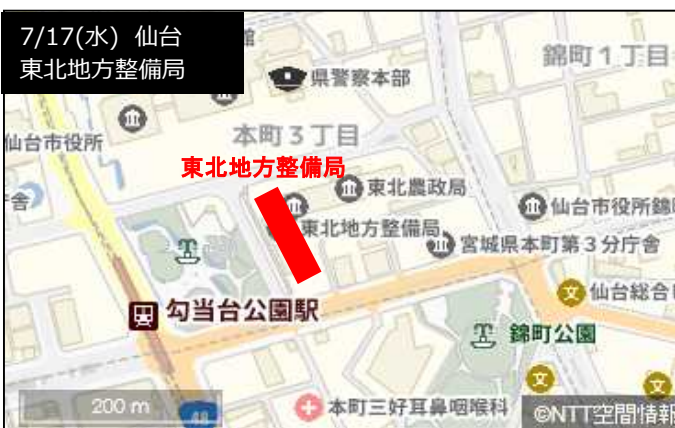 7/17(水) 仙台
東北地方整備局
館
錦町1丁目
県警察本部
仙台市役所
本町3丁目
東北地方整備局
東北農政局
舎
仙台市役所錦
東北地方整備局
宮城県本町第3分庁舎
仙台総合
勾当台公園駅
錦町公園
200 m
48
本町三好耳鼻咽喉科
©NTT空間情報